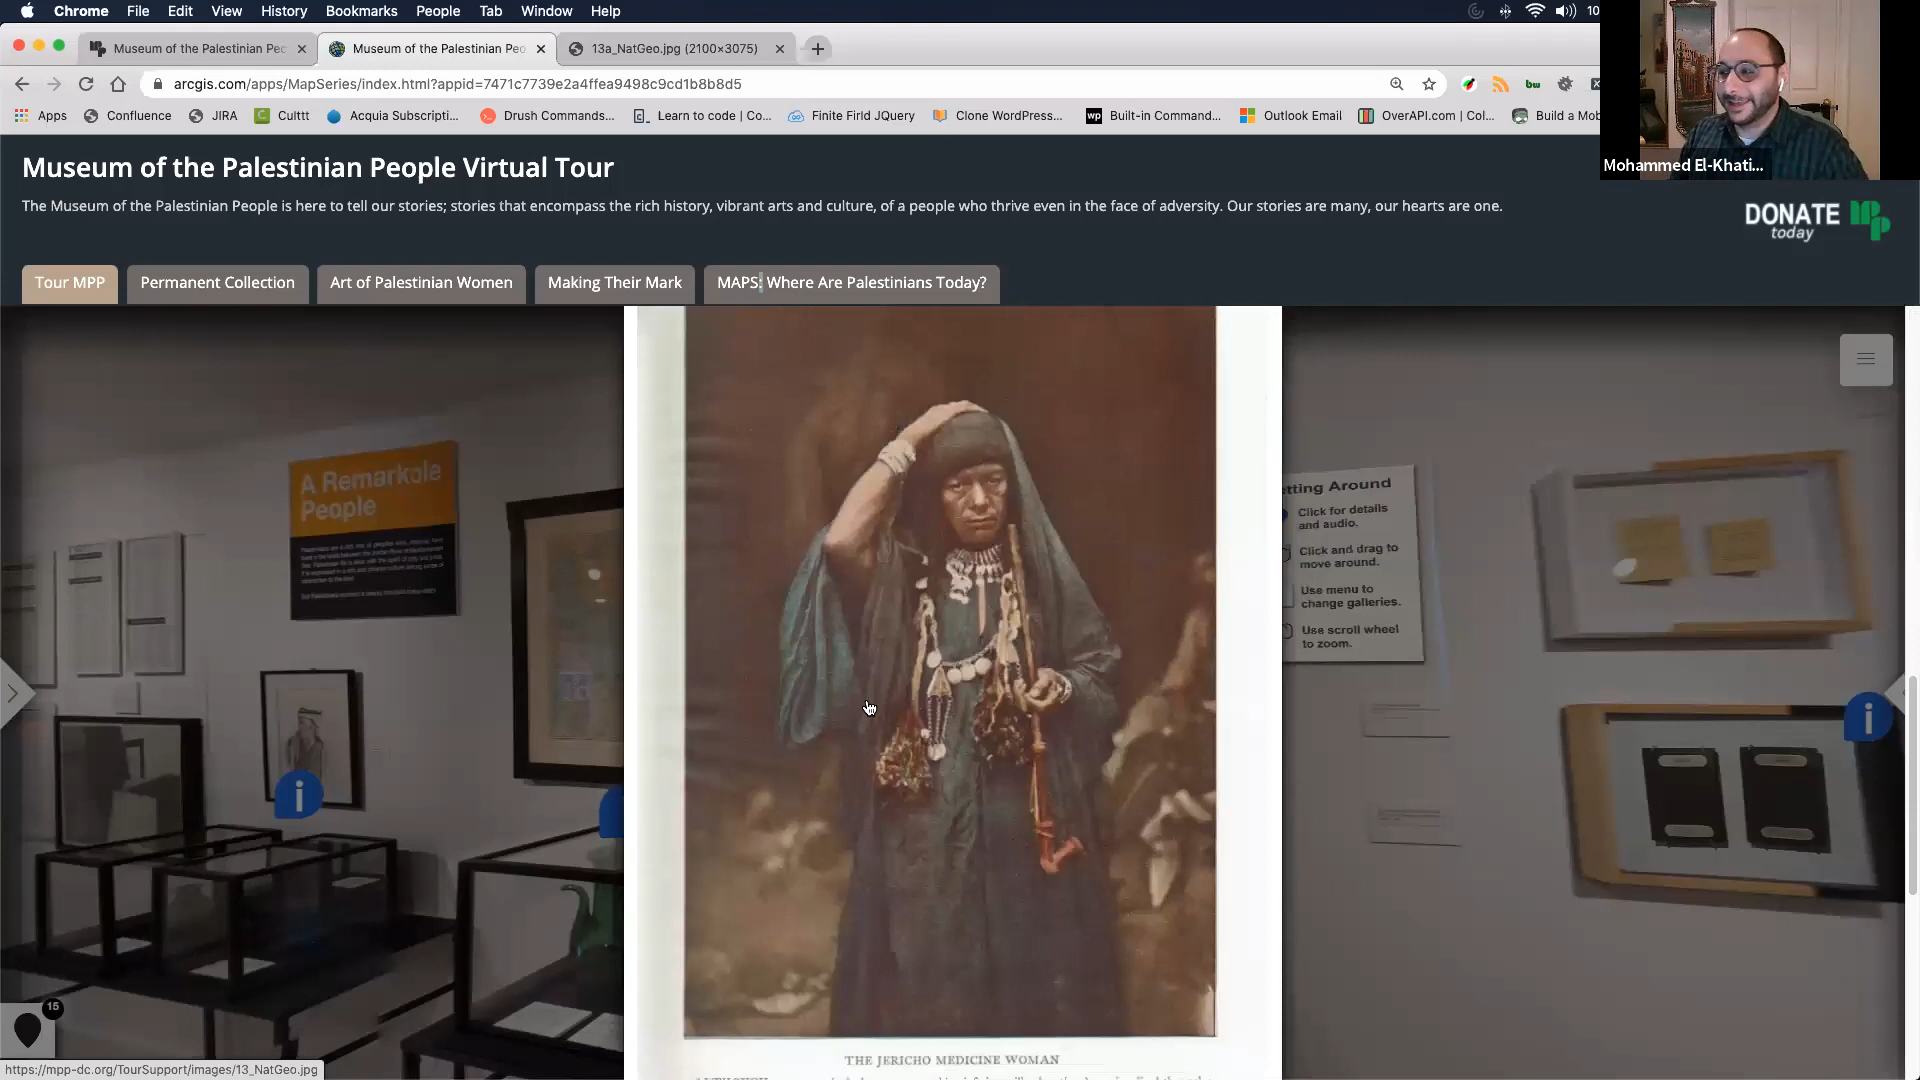 Chrome File Edit View History Bookmarks People Tab Window Help 10
Museum of the Palestinian Pec
Museum of the Palestinian Peo
13a_NatGeo.jpg (2100×3075)
arcgis.com/apps/MapSeries/index.html?appid=7471c7739e2a4ffea9498c9cd1b8b8d5
Apps Confluence JIRA Culttt Acquia Subscripti... Drush Commands... Learn to code | Co... Finite Firld JQuery Clone WordPress... wp Built-in Command... Outlook Email OverAPI.com | Col... Build a Mob
bw
Mohammed El-Khati...
Museum of the Palestinian People Virtual Tour
The Museum of the Palestinian People is here to tell our stories; stories that encompass the rich history, vibrant arts and culture, of a people who thrive even in the face of adversity. Our stories are many, our hearts are one.
DONATE
today
Tour MPP
Permanent Collection
Art of Palestinian Women
Making Their Mark
MAPS: Where Are Palestinians Today?
A Remarkable
People
etting Around
Click for details
and audio.
Click and drag to
move around.
Use menu to
change galleries.
Use scroll wheel
to zoom.
i
i
15
THE JERICHO MEDICINE WOMAN
https://mpp-dc.org/TourSupport/images/13_NatGeo.jpg